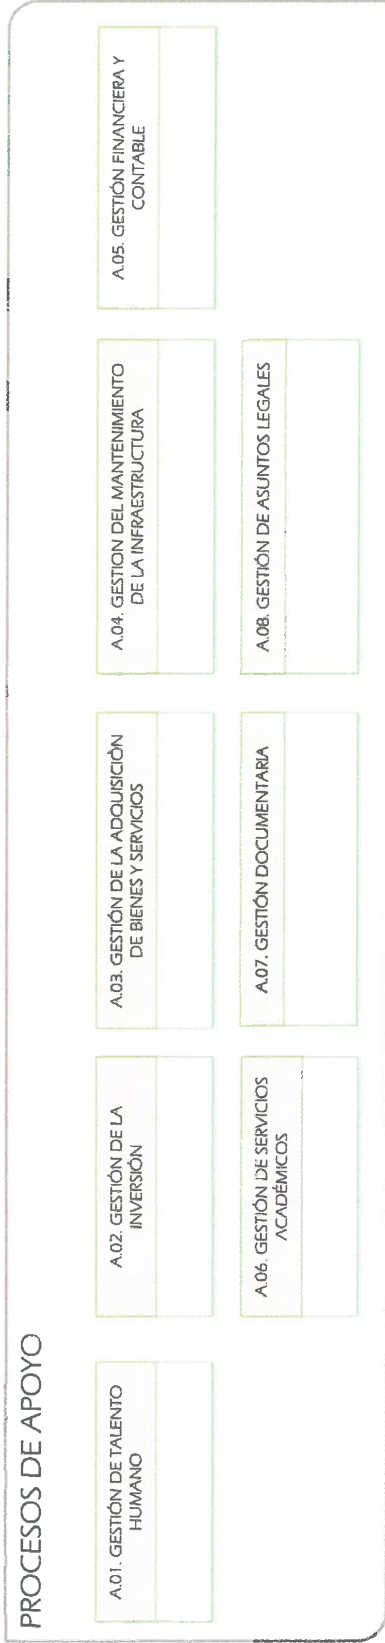 PROCESOS DE APOYO
A.01. GESTIÓN DE TALENTO
HUMANO
A.02. GESTIÓN DE LA
INVERSIÓN
A.03. GESTIÓN DE LA ADQUISICIÓN
DE BIENES Y SERVICIOS
A.04. GESTION DEL MANTENIMIENTO
DE LA INFRAESTRUCTURA
A.05. GESTIÓN FINANCIERA Y
CONTABLE
A.06. GESTIÓN DE SERVICIOS
ACADÉMICOS
A.07. GESTIÓN DOCUMENTARIA
A.08. GESTIÓN DE ASUNTOS LEGALES